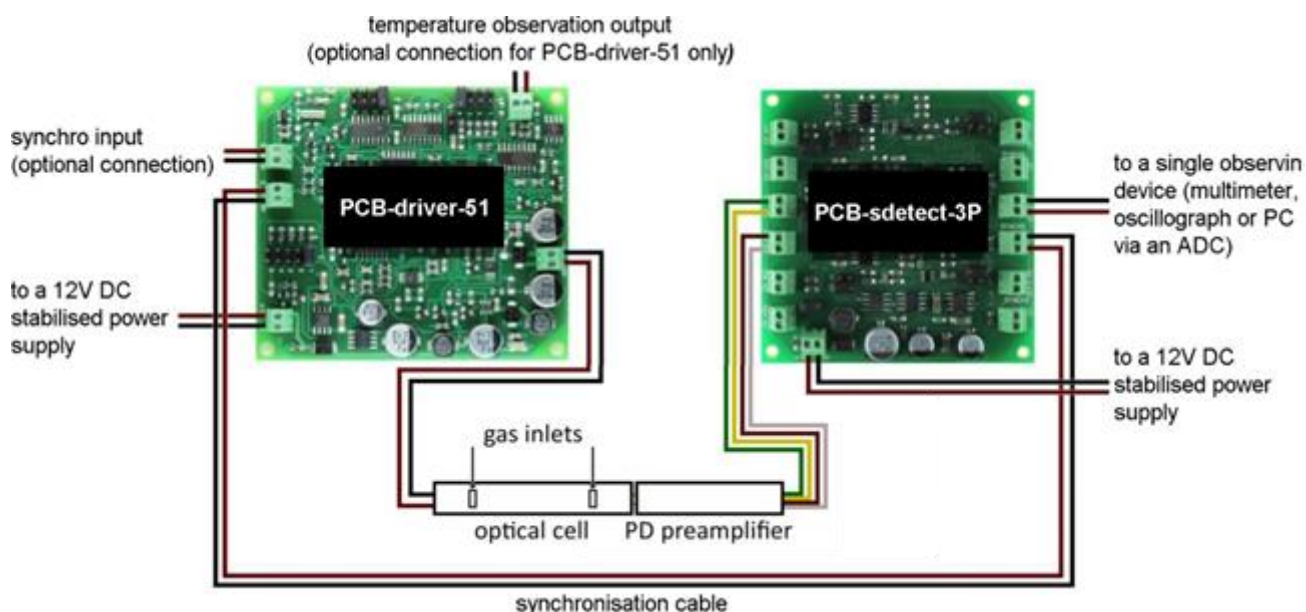 temperature observation output
(optional connection for PCB-driver-51 only)
synchro input
(optional connection)
PCB-driver-51
PCB-sdetect-3P
to a single observin
device (multimeter,
oscillograph or PC
via an ADC)
to a 12V DC
stabilised power
supply
to a 12V DC
stabilised power
supply
gas inlets
optical cell
PD preamplifier
synchronisation cable